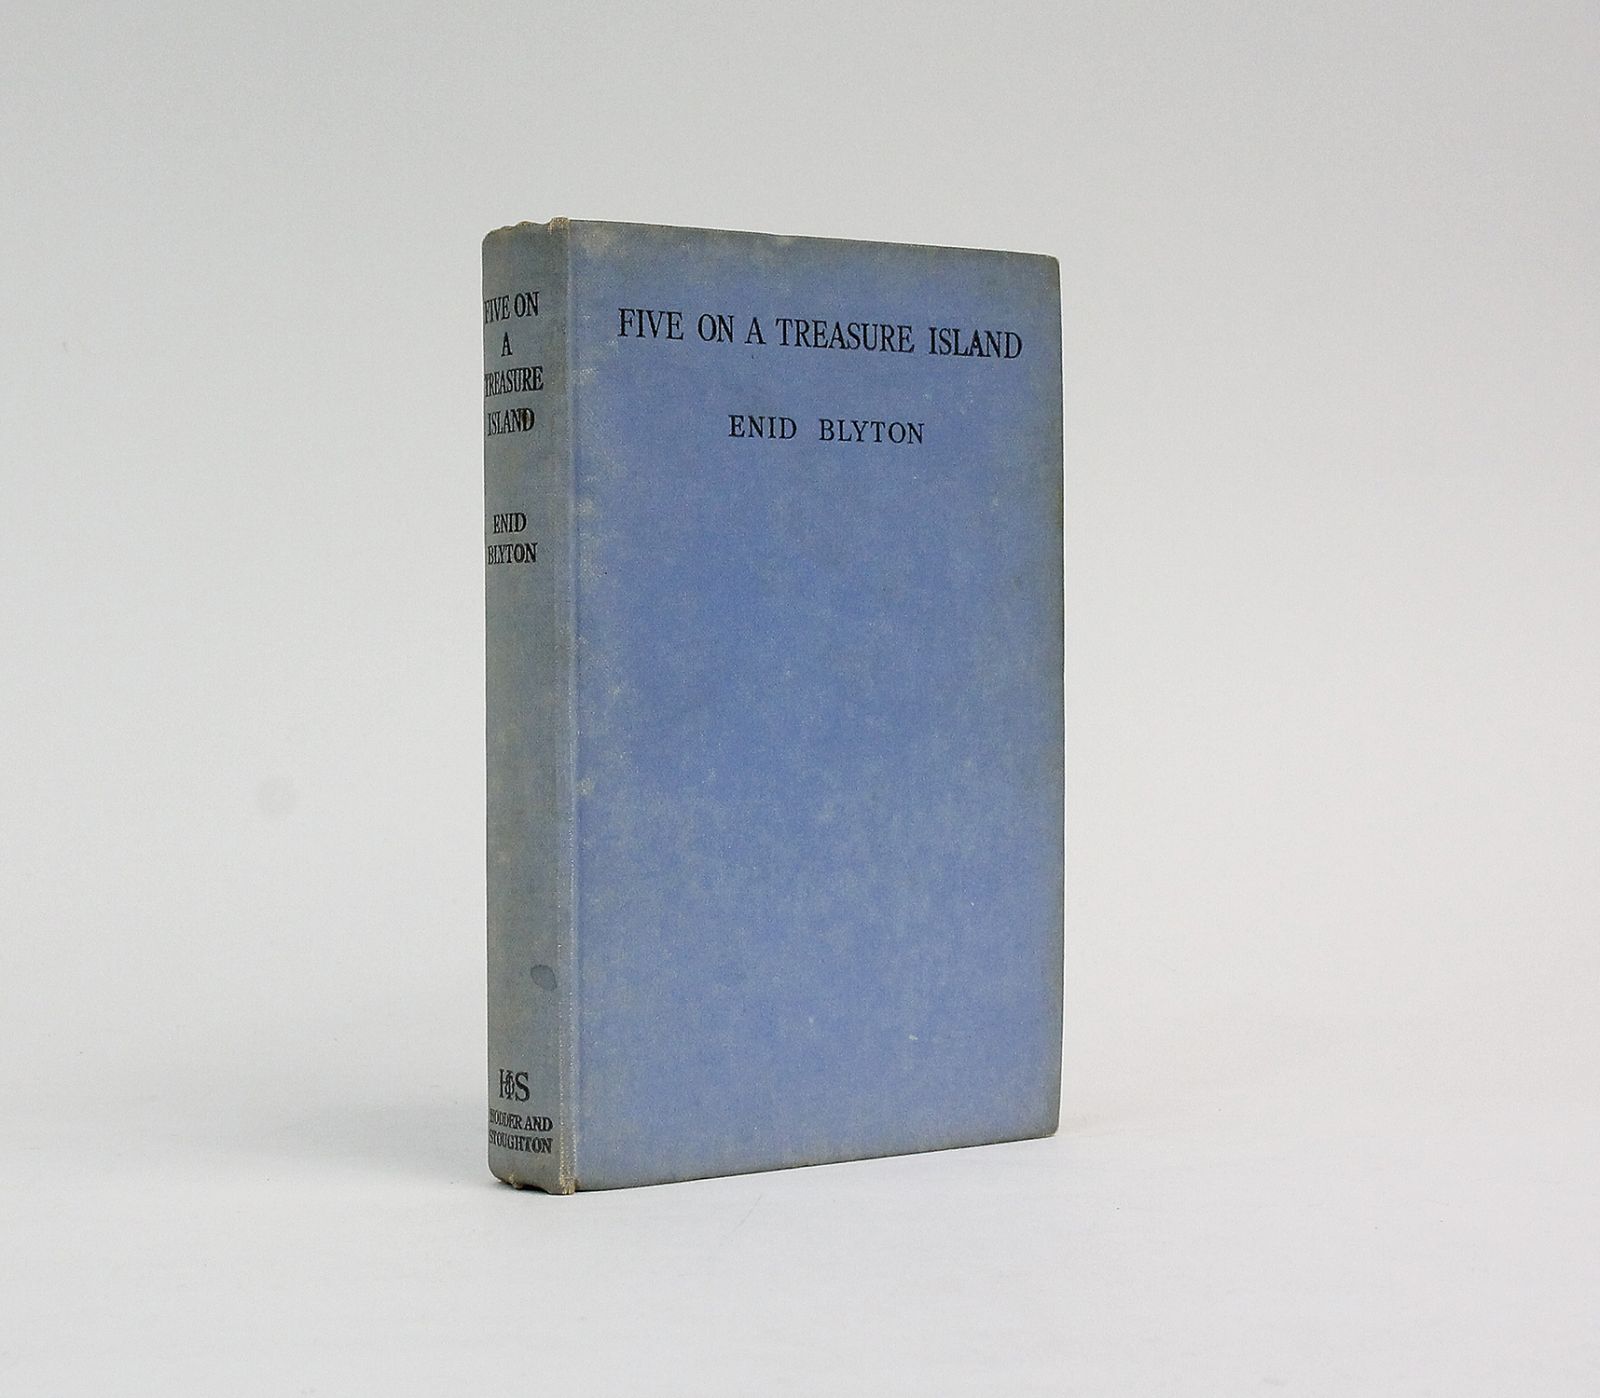 FIVE ON
A
TREASURE
ISLAND
ENID
BLYTON
HS
HODDER AND
STOUGHTON
FIVE ON A TREASURE ISLAND
ENID BLYTON